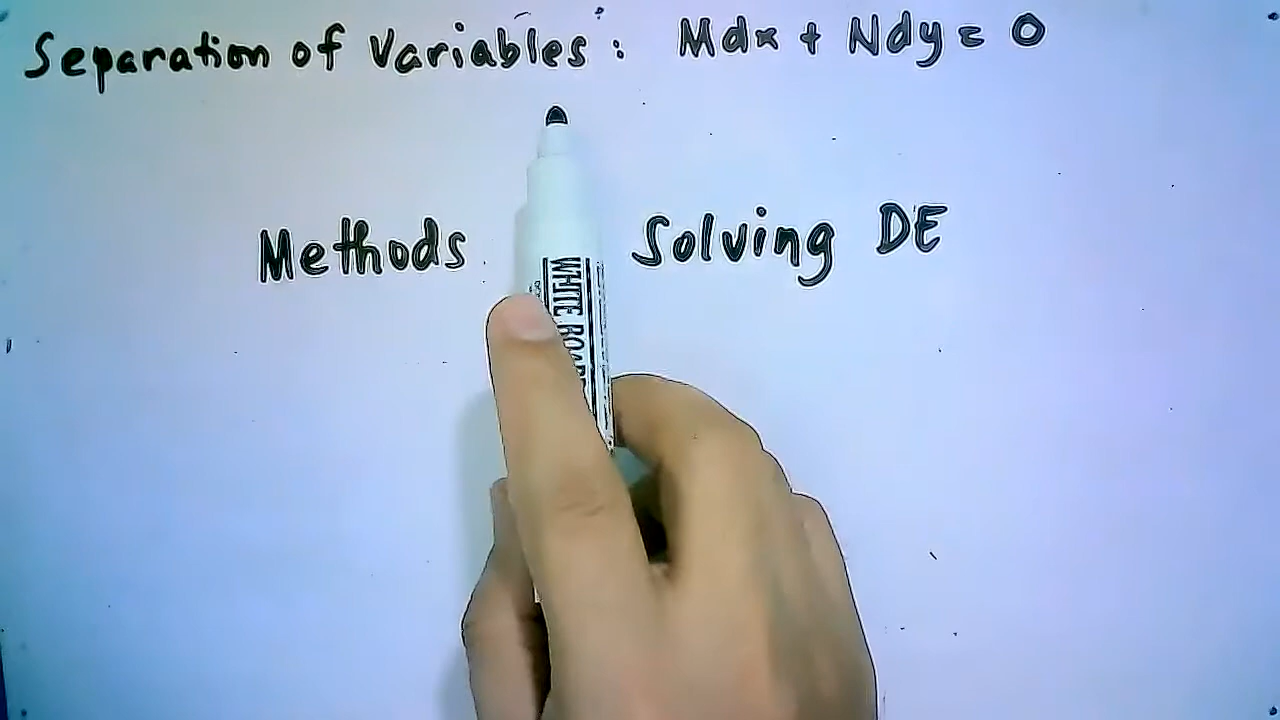 Separation of Variables : Mdx + Ndy = 0
Methods Solving DE
WHITE BOARD